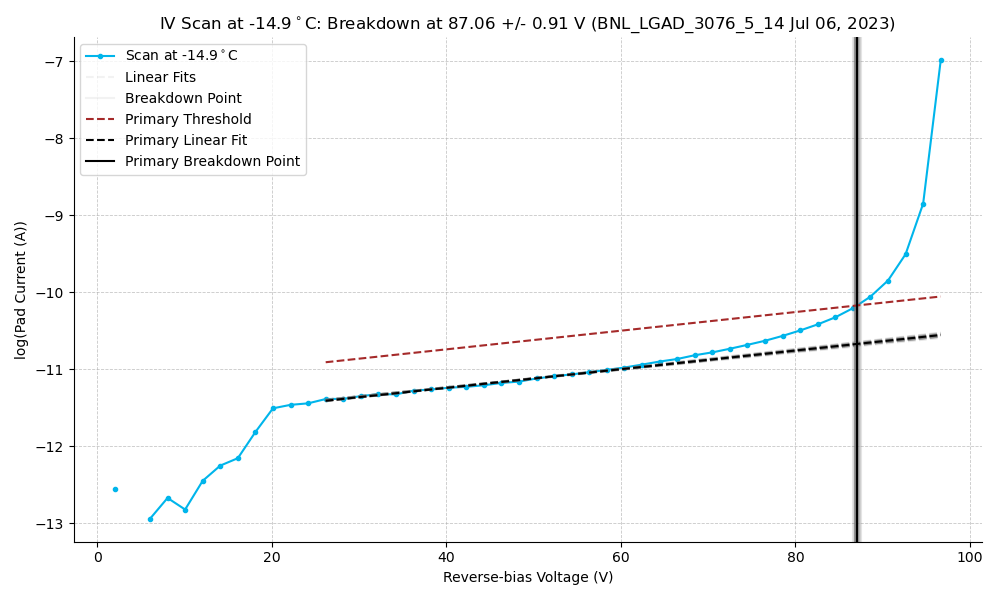 IV Scan at -14.9°C: Breakdown at 87.06 +/- 0.91 V (BNL_LGAD_3076_5_14 Jul 06, 2023)
Scan at -14.9°C
Linear Fits
Breakdown Point
Primary Threshold
Primary Linear Fit
Primary Breakdown Point
log(Pad Current (A))
−7
−8
−9
−10
−11
−12
−13
0 20 40 60 80 100
Reverse-bias Voltage (V)